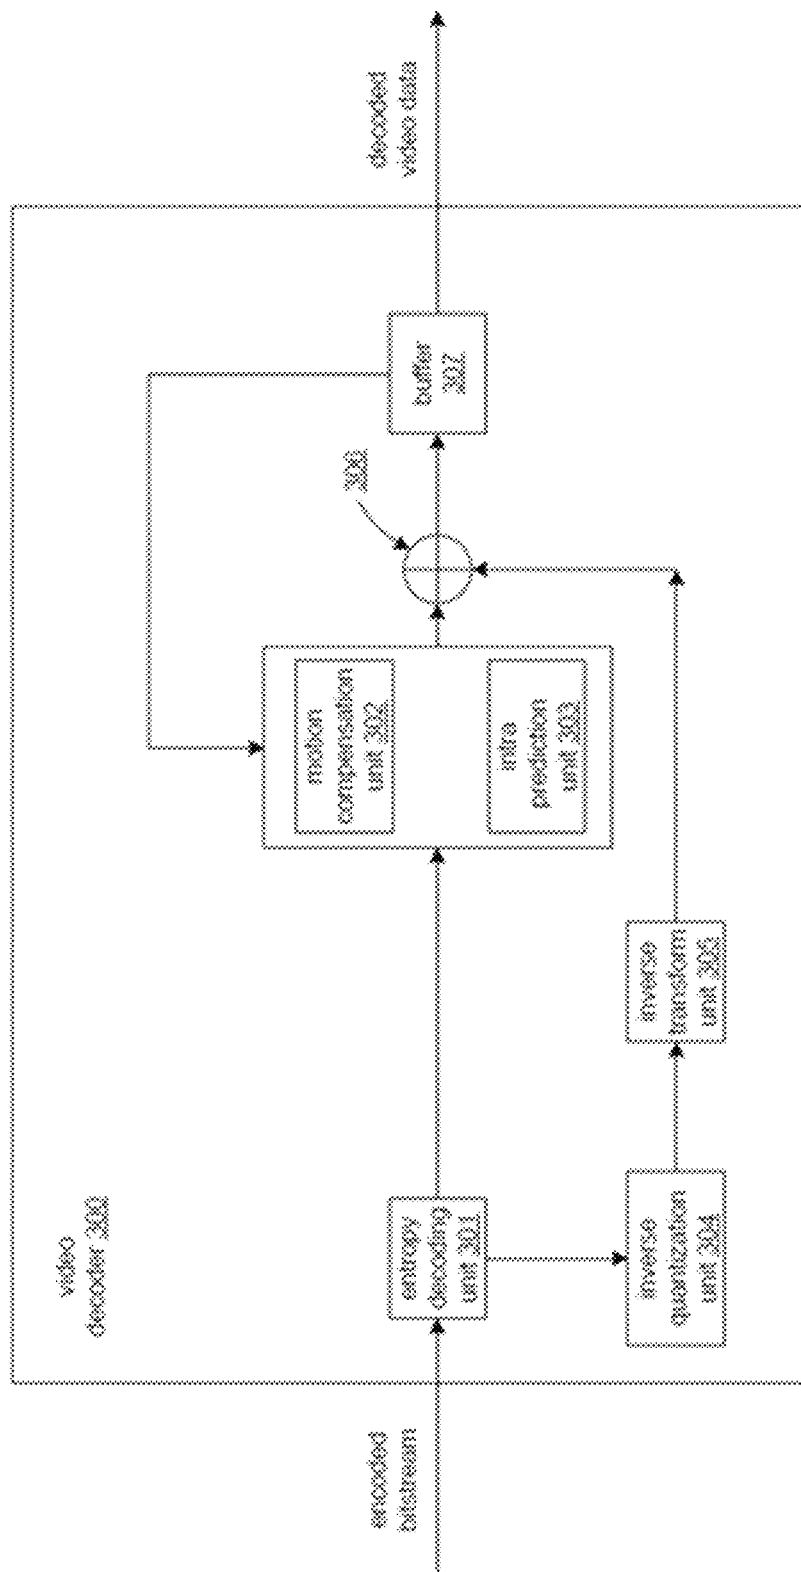 video
decoder 300
encoded
bitstream
entropy
decoding
unit 301
inverse
quantization
unit 304
inverse
transform
unit 305
motion
compensation
unit 302
intra
prediction
unit 303
306
buffer
307
decoded
video data